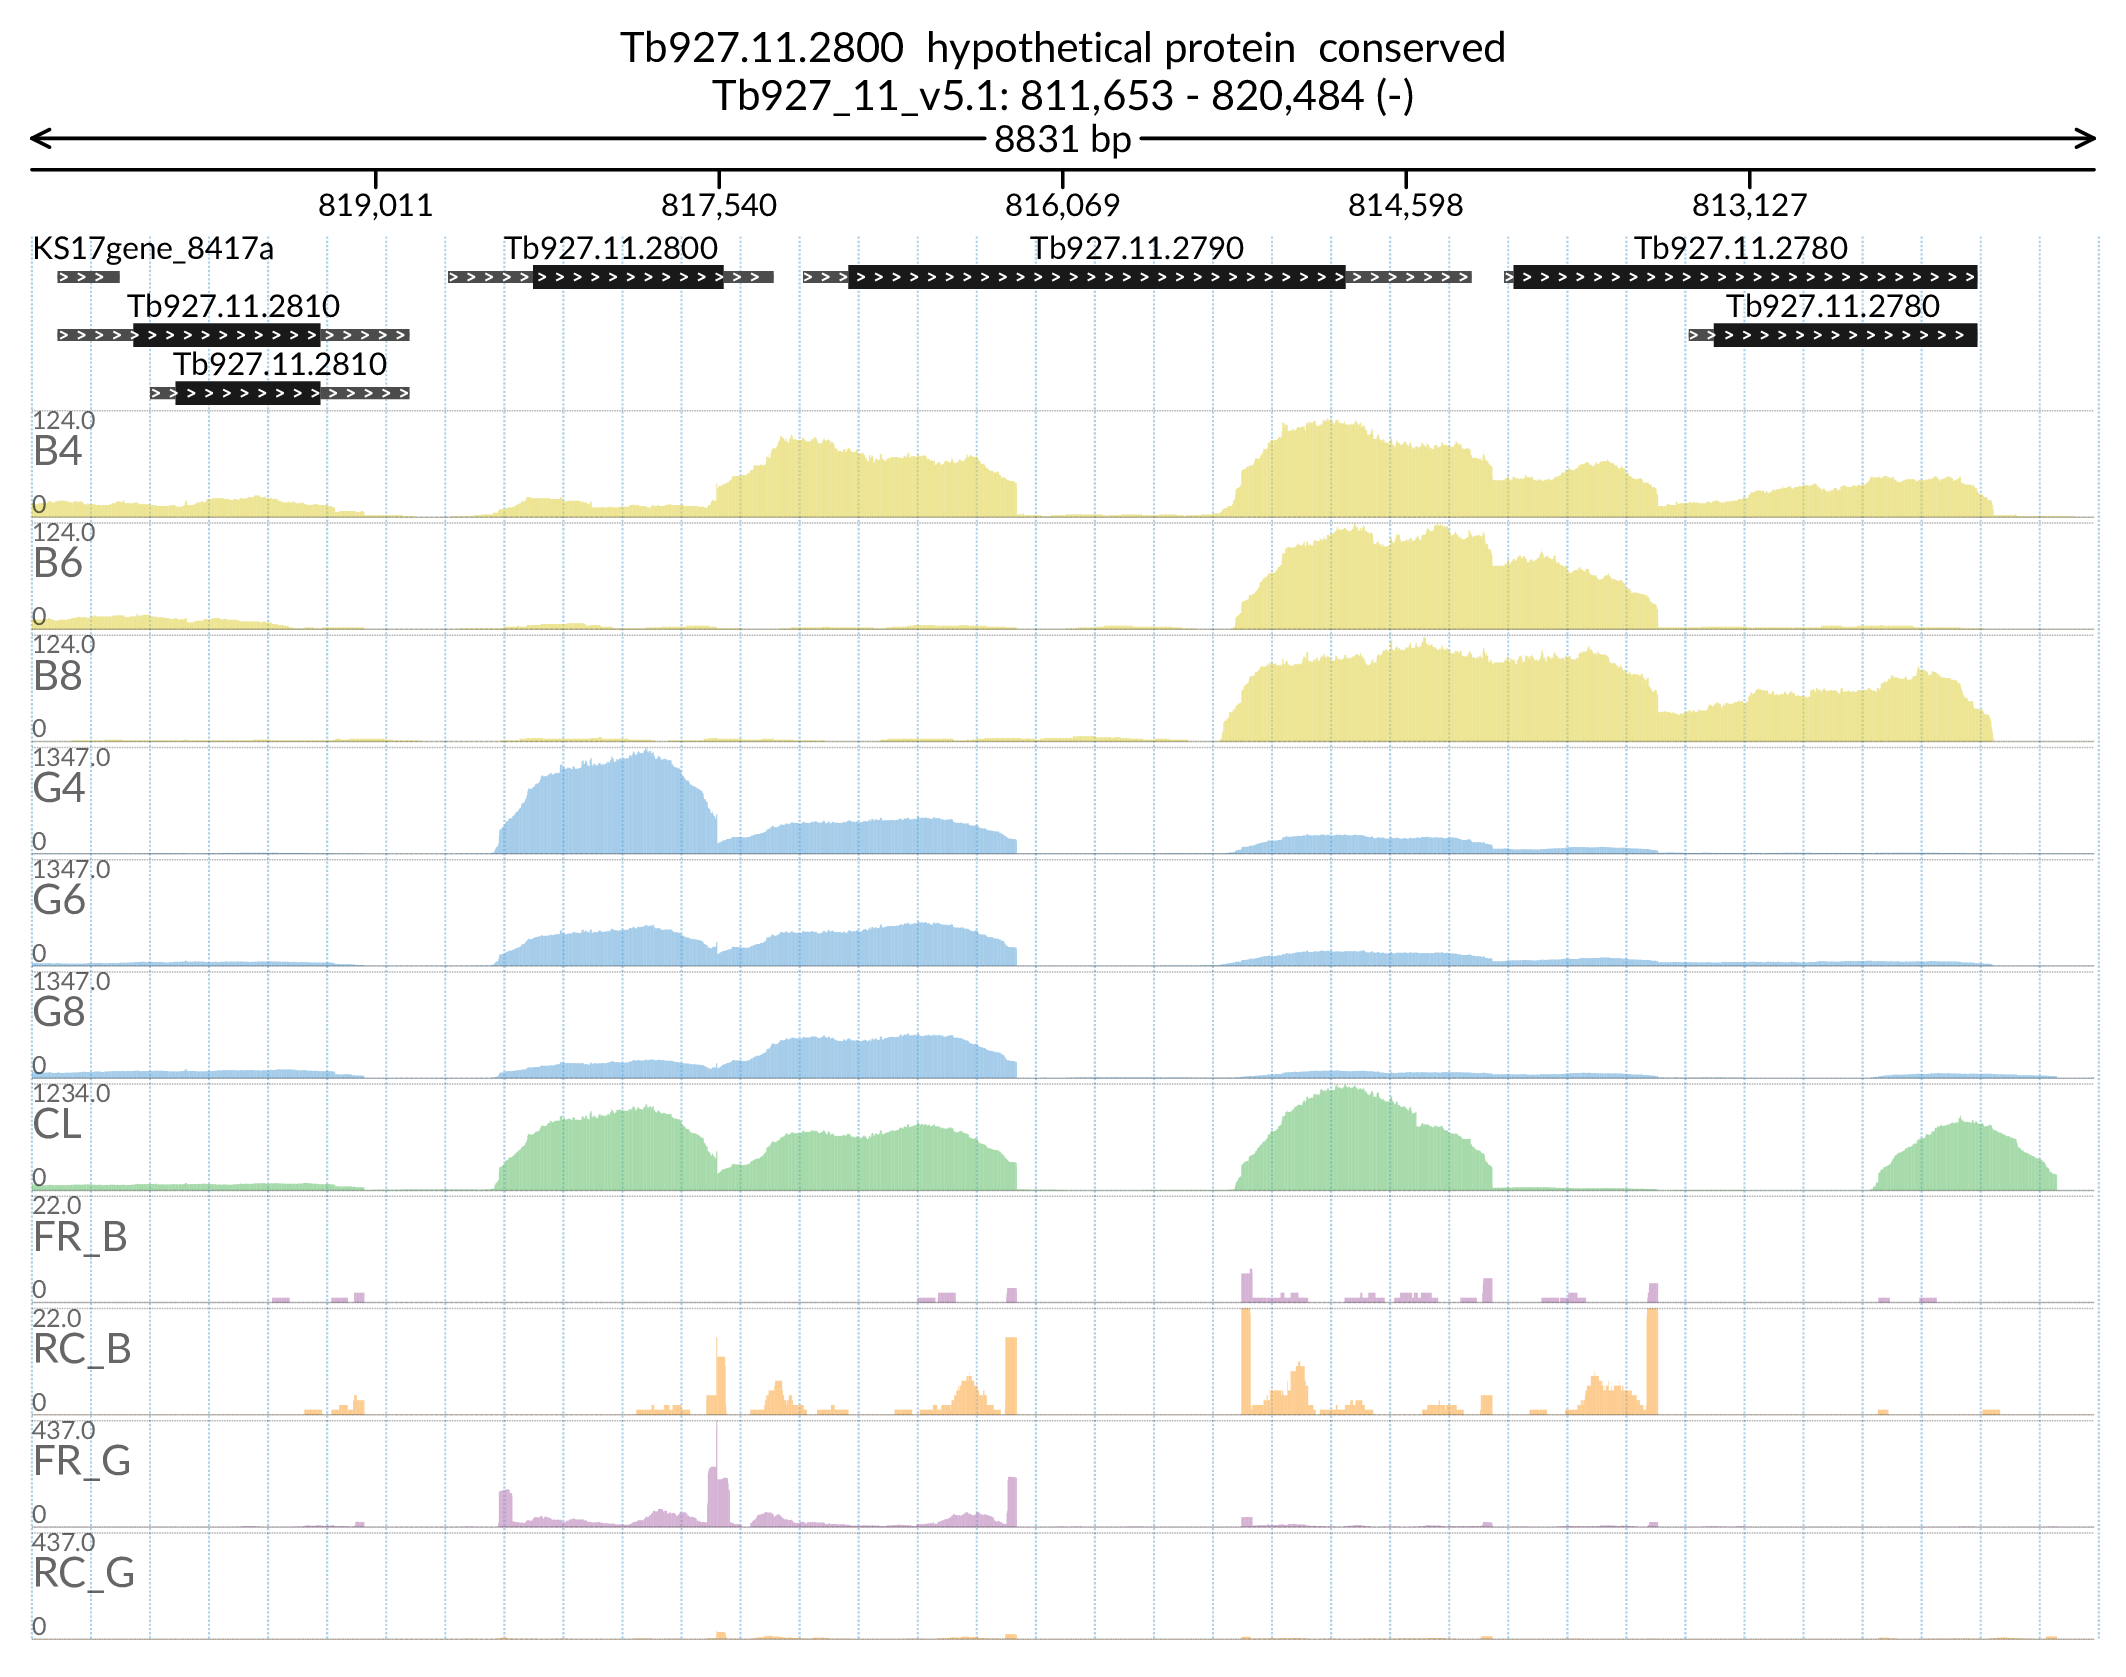 Tb927.11.2800  hypothetical protein  conserved
Tb927_11_v5.1: 811,653 - 820,484 (-)
8831 bp
819,011 817,540 816,069 814,598 813,127
KS17gene_8417a Tb927.11.2800 Tb927.11.2790 Tb927.11.2780
Tb927.11.2810 Tb927.11.2780
Tb927.11.2810
124.0
B4
0
124.0
B6
0
124.0
B8
0
1347.0
G4
0
1347.0
G6
0
1347.0
G8
0
1234.0
CL
0
22.0
FR_B
0
22.0
RC_B
0
437.0
FR_G
0
437.0
RC_G
0